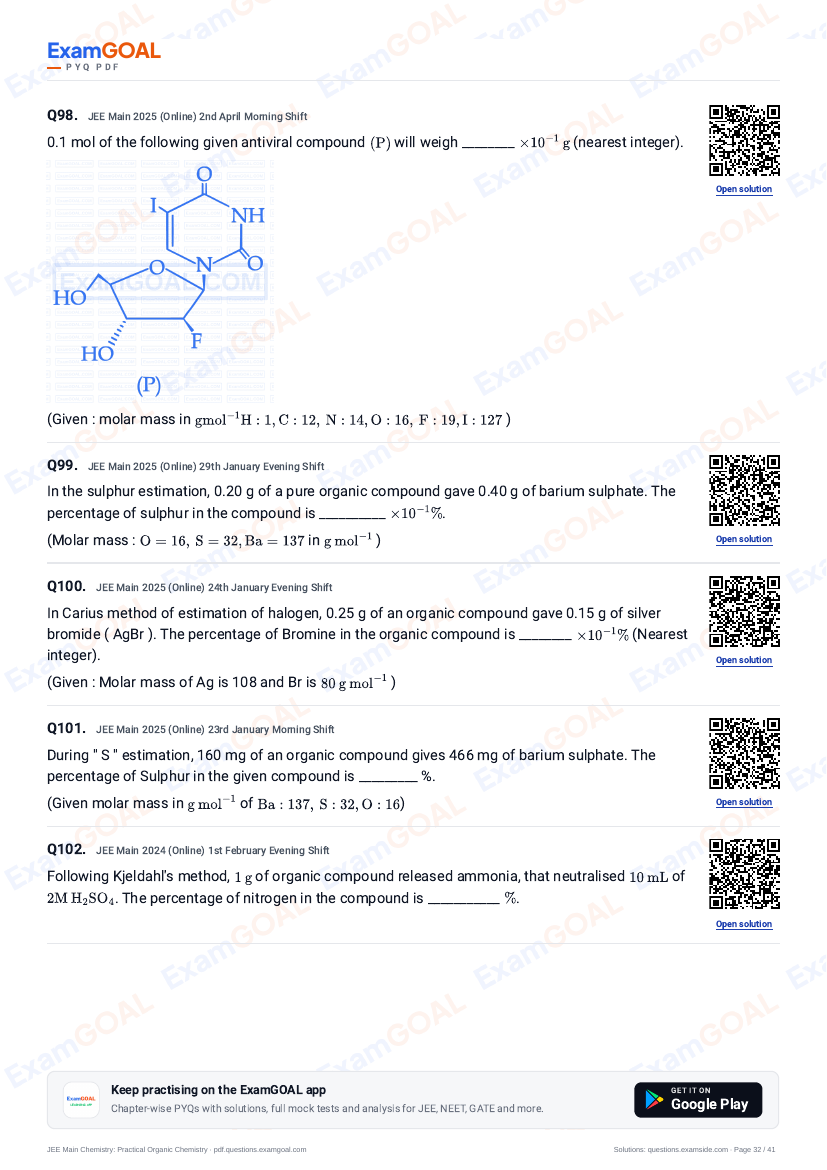 ExamGOAL
PYQ PDF
Q98. JEE Main 2025 (Online) 2nd April Morning Shift
0.1 mol of the following given antiviral compound (P) will weigh ________ ×10⁻¹ g (nearest integer).
Open solution
O
I
NH
O
N
O
ExamGOAL.COM
HO
F
HO
(P)
(Given : molar mass in gmol⁻¹H : 1, C : 12, N : 14, O : 16, F : 19, I : 127 )
Q99. JEE Main 2025 (Online) 29th January Evening Shift
In the sulphur estimation, 0.20 g of a pure organic compound gave 0.40 g of barium sulphate. The
percentage of sulphur in the compound is __________ ×10⁻¹%.
(Molar mass : O = 16, S = 32, Ba = 137 in g mol⁻¹ )
Open solution
Q100. JEE Main 2025 (Online) 24th January Evening Shift
In Carius method of estimation of halogen, 0.25 g of an organic compound gave 0.15 g of silver
bromide ( AgBr ). The percentage of Bromine in the organic compound is ________ ×10⁻¹% (Nearest
integer).
(Given : Molar mass of Ag is 108 and Br is 80 g mol⁻¹ )
Open solution
Q101. JEE Main 2025 (Online) 23rd January Morning Shift
During " S " estimation, 160 mg of an organic compound gives 466 mg of barium sulphate. The
percentage of Sulphur in the given compound is _________ %.
(Given molar mass in g mol⁻¹ of Ba : 137, S : 32, O : 16)
Open solution
Q102. JEE Main 2024 (Online) 1st February Evening Shift
Following Kjeldahl's method, 1 g of organic compound released ammonia, that neutralised 10 mL of
2M H₂SO₄. The percentage of nitrogen in the compound is ___________ %.
Open solution
ExamGOAL
Keep practising on the ExamGOAL app
Chapter-wise PYQs with solutions, full mock tests and analysis for JEE, NEET, GATE and more.
GET IT ON
Google Play
JEE Main Chemistry: Practical Organic Chemistry · pdf.questions.examgoal.com
Solutions: questions.examside.com · Page 32 / 41